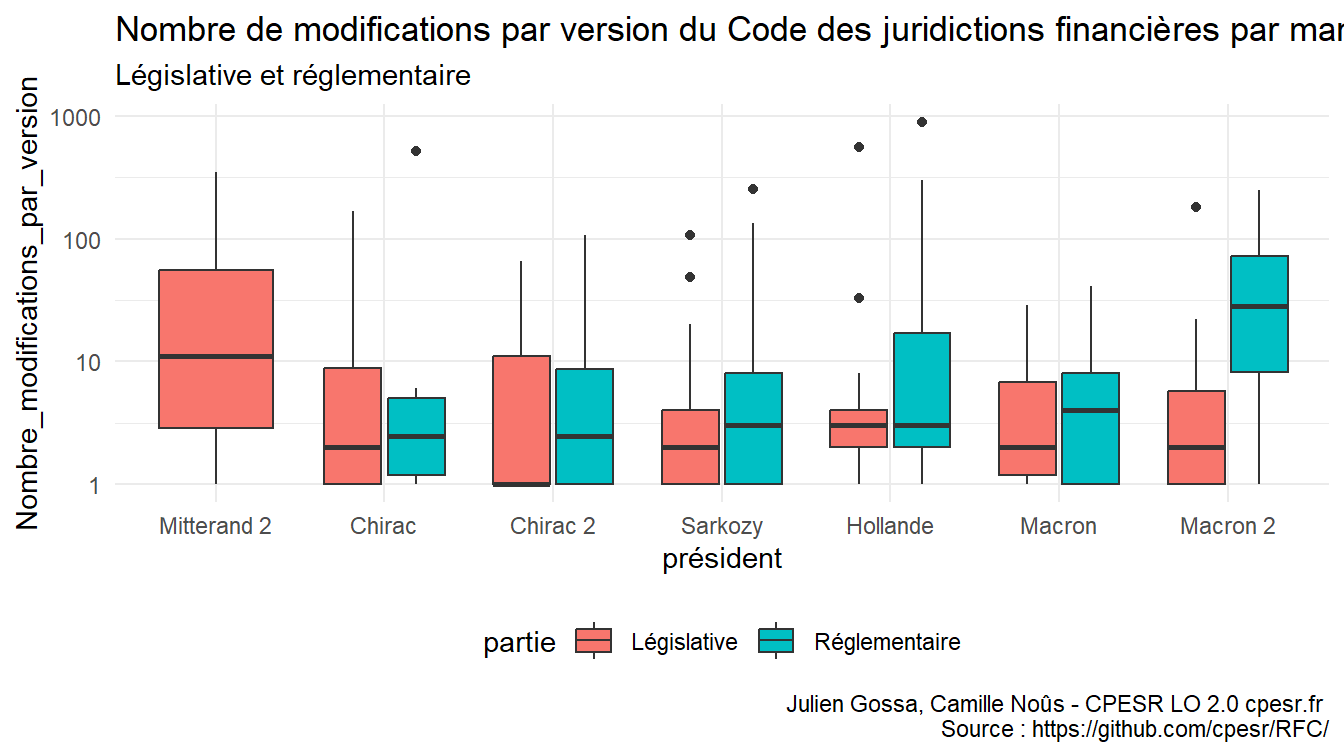 Nombre de modifications par version du Code des juridictions financières par mar
Législative et réglementaire
Nombre_modifications_par_version
1000
100
10
1
Mitterand 2 Chirac Chirac 2 Sarkozy Hollande Macron Macron 2
président
partie Législative Réglementaire
Julien Gossa, Camille Noûs - CPESR LO 2.0 cpesr.fr
Source : https://github.com/cpesr/RFC/